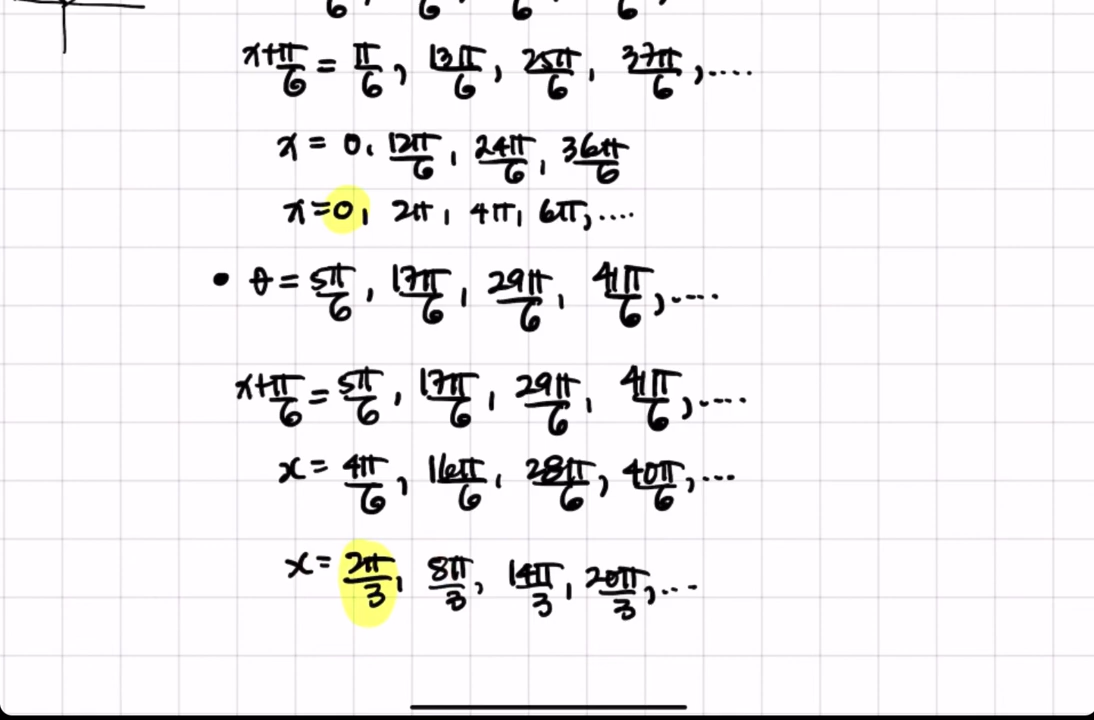 x+π/6 = π/6, 13π/6, 25π/6, 37π/6, ....
x = 0, 12π/6, 24π/6, 36π/6
x=0, 2π, 4π, 6π, ....
• θ = 5π/6, 17π/6, 29π/6, 41π/6, ....
x+π/6 = 5π/6, 17π/6, 29π/6, 41π/6, ....
x = 4π/6, 16π/6, 28π/6, 40π/6, ...
x = 2π/3, 8π/3, 14π/3, 20π/3, ...